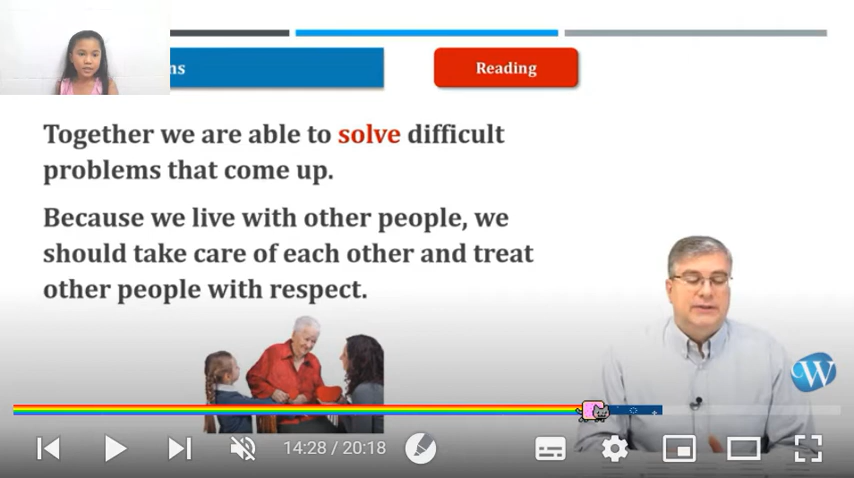 ns
Reading
Together we are able to solve difficult
problems that come up.
Because we live with other people, we
should take care of each other and treat
other people with respect.
W
14:28 / 20:18